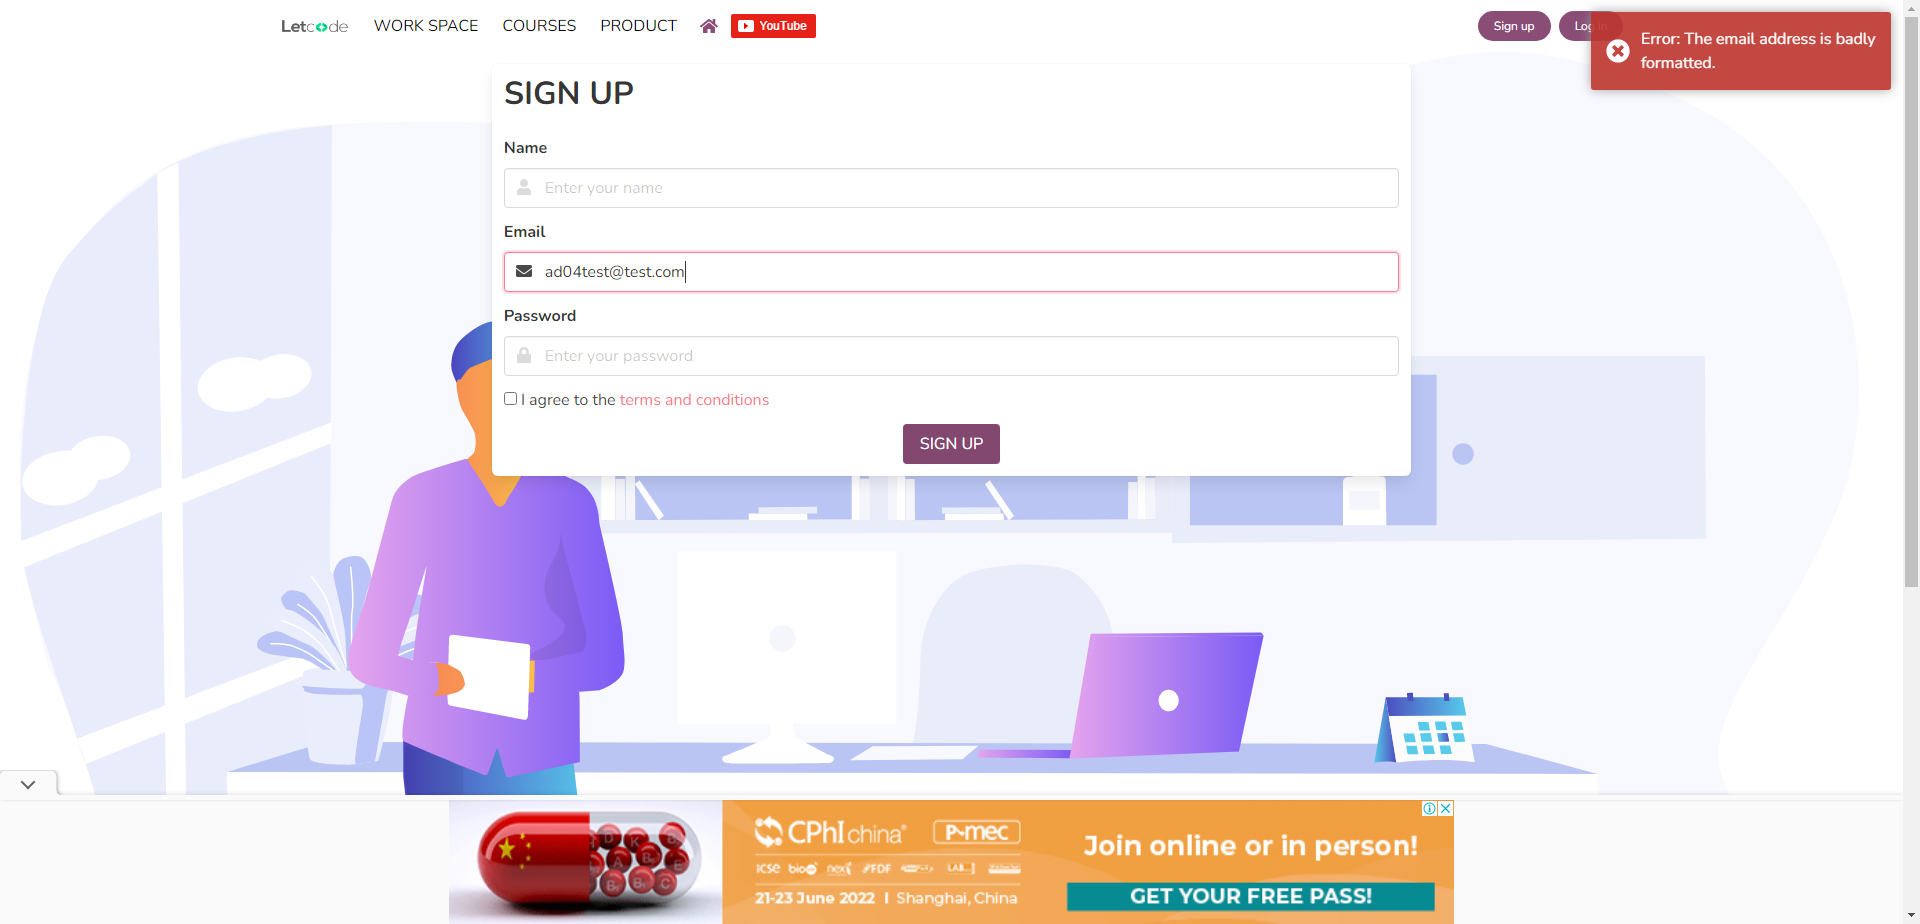 Letcode WORK SPACE COURSES PRODUCT YouTube Sign up Log in
Error: The email address is badly
formatted.
SIGN UP
Name
Enter your name
Email
ad04test@test.com
Password
Enter your password
I agree to the terms and conditions
SIGN UP
CPhI china P-mec
ICSE bio nex FDF LAB
21-23 June 2022 | Shanghai, China
Join online or in person!
GET YOUR FREE PASS!